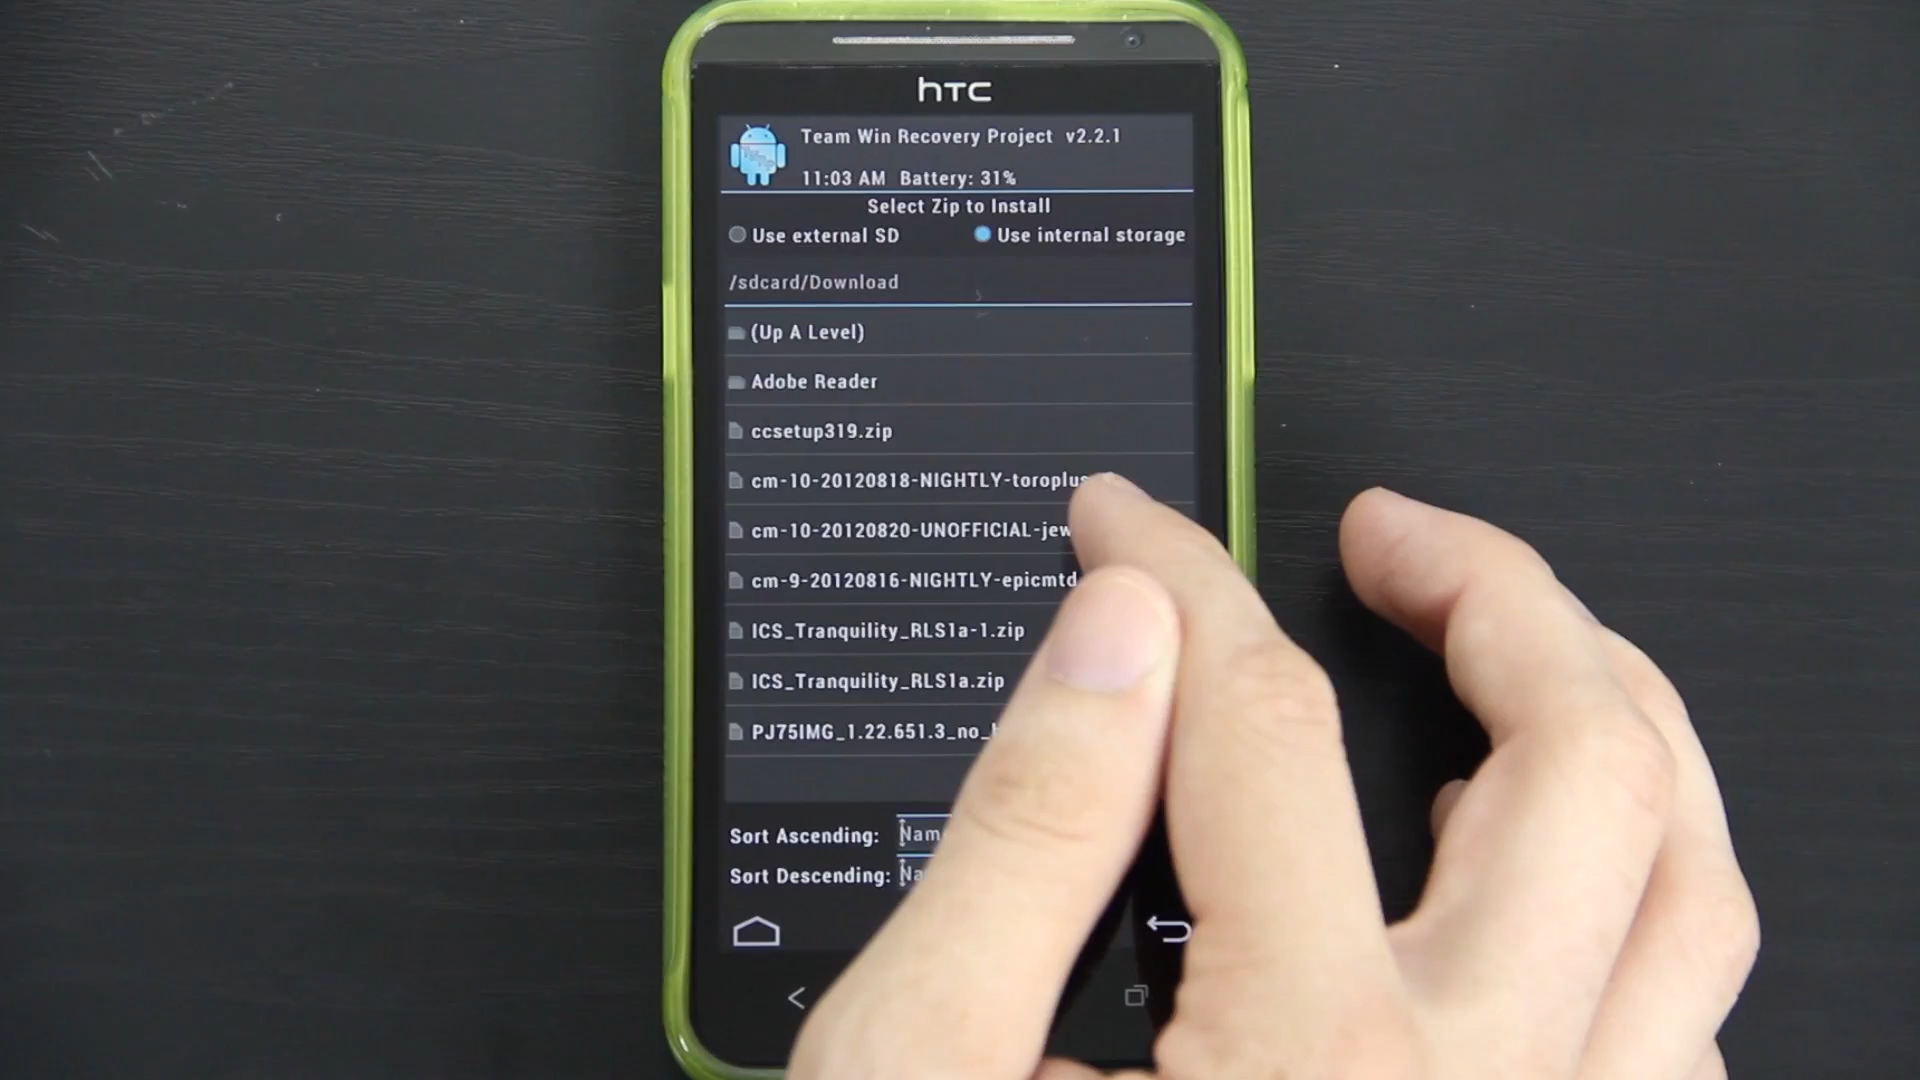 hTC
Team Win Recovery Project v2.2.1
11:03 AM Battery: 31%
Select Zip to Install
Use external SD
Use internal storage
/sdcard/Download
(Up A Level)
Adobe Reader
ccsetup319.zip
cm-10-20120818-NIGHTLY-toroplus
cm-10-20120820-UNOFFICIAL-jew
cm-9-20120816-NIGHTLY-epicmtd
ICS_Tranquility_RLS1a-1.zip
ICS_Tranquility_RLS1a.zip
PJ75IMG_1.22.651.3_no_
Sort Ascending: Nam
Sort Descending: Na